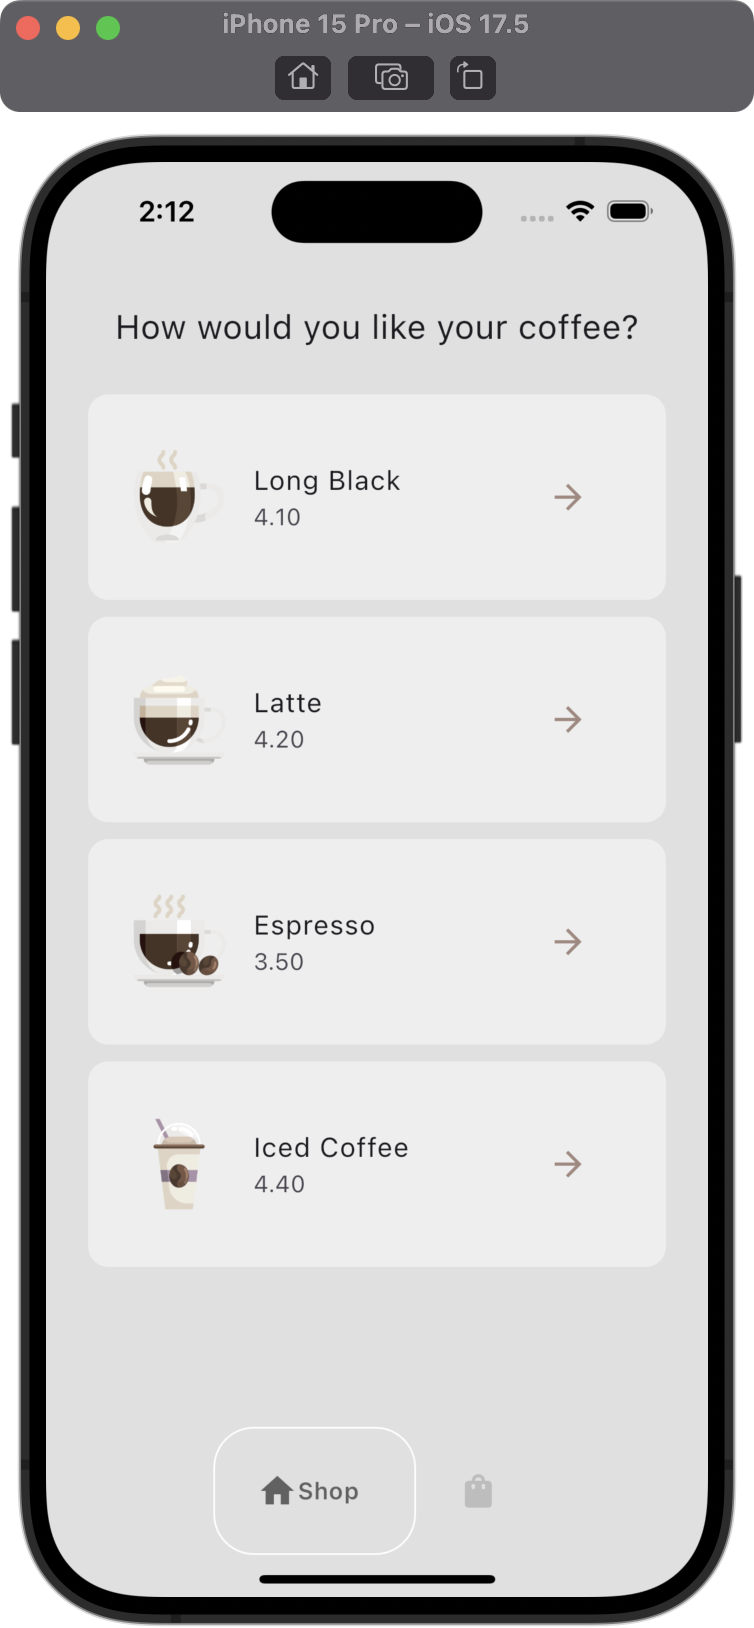 iPhone 15 Pro – iOS 17.5
2:12
How would you like your coffee?
Long Black
4.10
Latte
4.20
Espresso
3.50
Iced Coffee
4.40
Shop